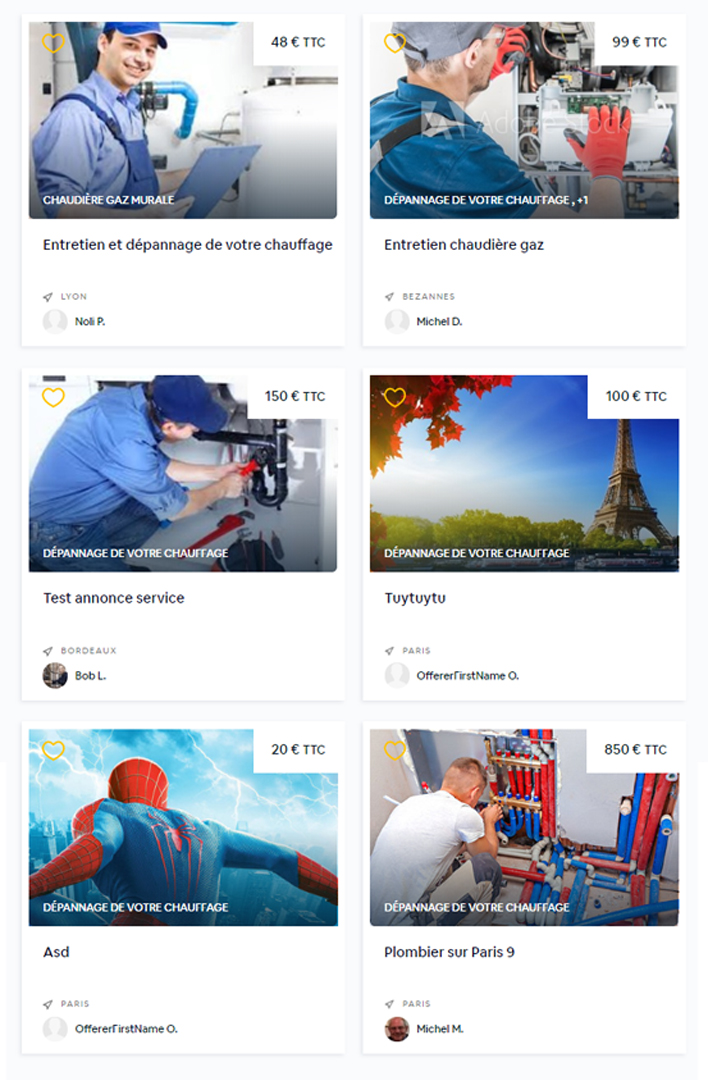 48 € TTC
CHAUDIÈRE GAZ MURALE
Entretien et dépannage de votre chauffage
LYON
Noli P.
99 € TTC
Adobe Stock
DÉPANNAGE DE VOTRE CHAUFFAGE , +1
Entretien chaudière gaz
BEZANNES
Michel D.
150 € TTC
DÉPANNAGE DE VOTRE CHAUFFAGE
Test annonce service
BORDEAUX
Bob L.
100 € TTC
DÉPANNAGE DE VOTRE CHAUFFAGE
Tuytuytu
PARIS
OffererFirstName O.
20 € TTC
DÉPANNAGE DE VOTRE CHAUFFAGE
Asd
PARIS
OffererFirstName O.
850 € TTC
DÉPANNAGE DE VOTRE CHAUFFAGE
Plombier sur Paris 9
PARIS
Michel M.